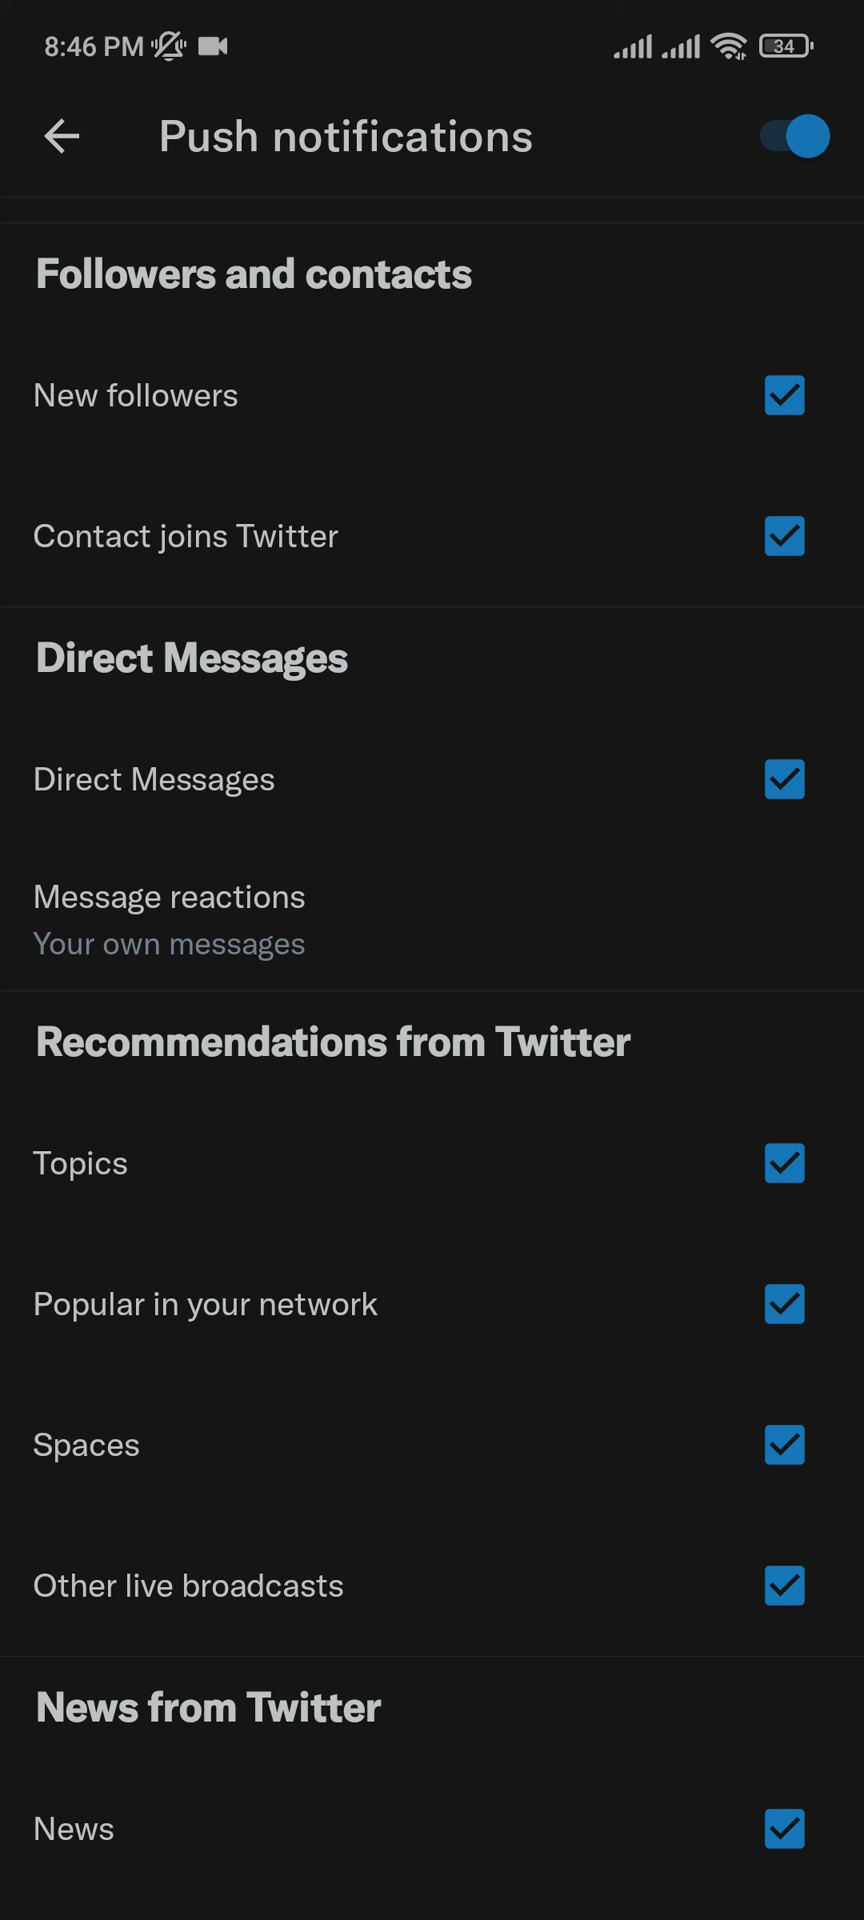 8:46 PM
34
Push notifications
Followers and contacts
New followers
Contact joins Twitter
Direct Messages
Direct Messages
Message reactions
Your own messages
Recommendations from Twitter
Topics
Popular in your network
Spaces
Other live broadcasts
News from Twitter
News